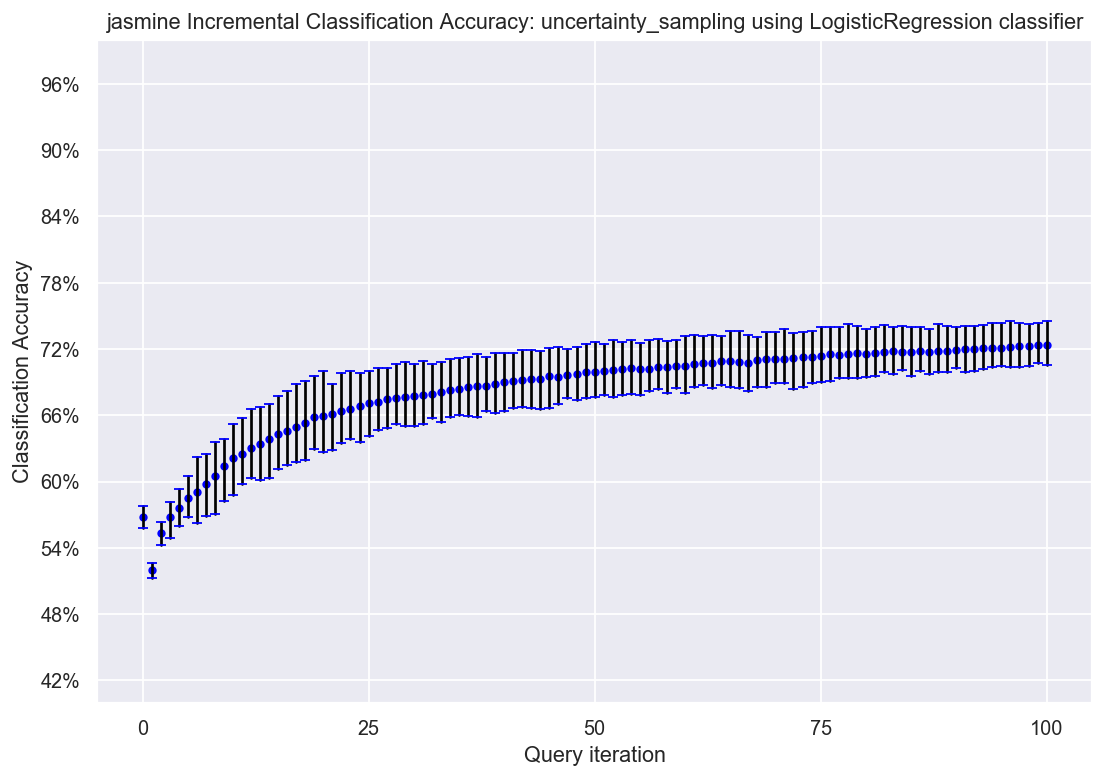 jasmine Incremental Classification Accuracy: uncertainty_sampling using LogisticRegression classifier
96%
90%
84%
78%
72%
66%
60%
54%
48%
42%
Classification Accuracy
0 25 50 75 100
Query iteration